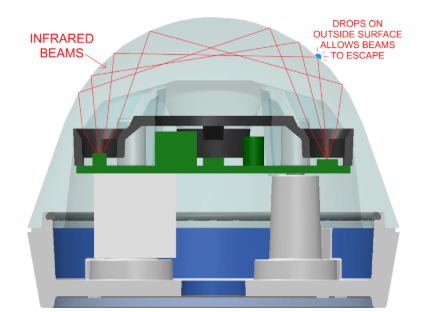 INFRARED
BEAMS
DROPS ON
OUTSIDE SURFACE
ALLOWS BEAMS
TO ESCAPE